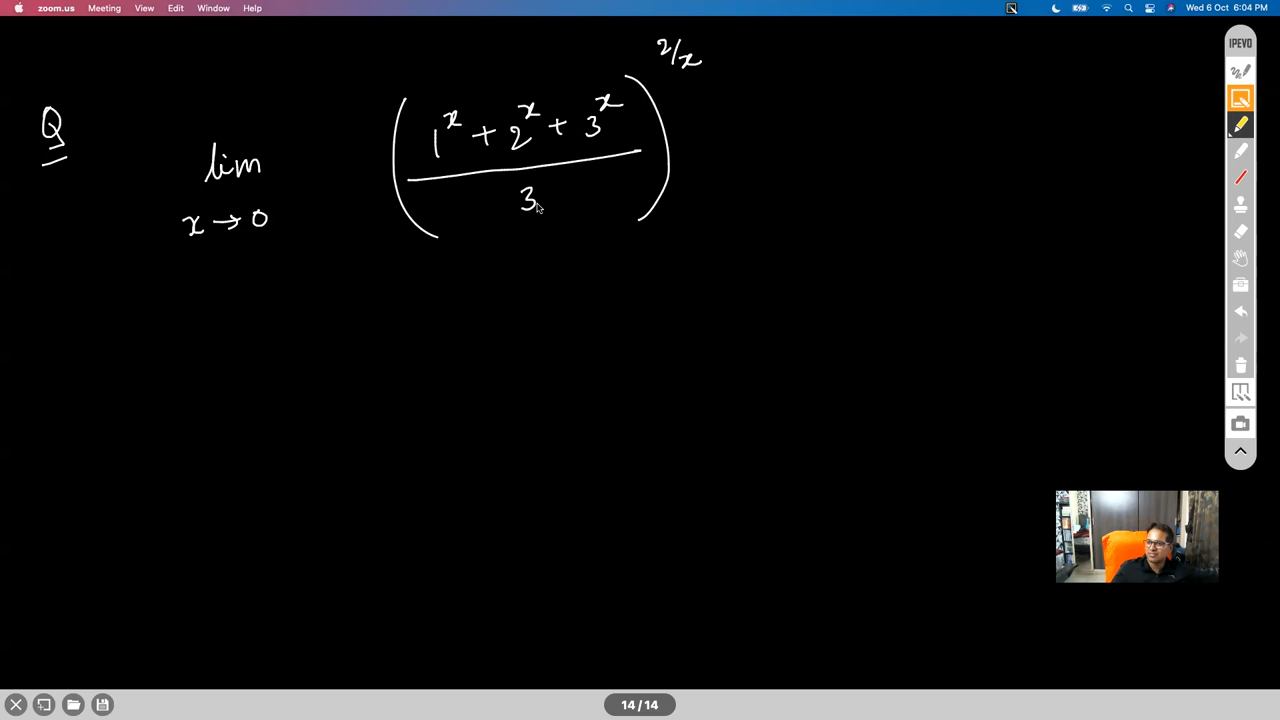 zoom.us Meeting View Edit Window Help Wed 6 Oct 6:04 PM
IPEVO
2/x
Q lim ( 1^x + 2^x + 3^x / 3 )
x → 0
14 / 14